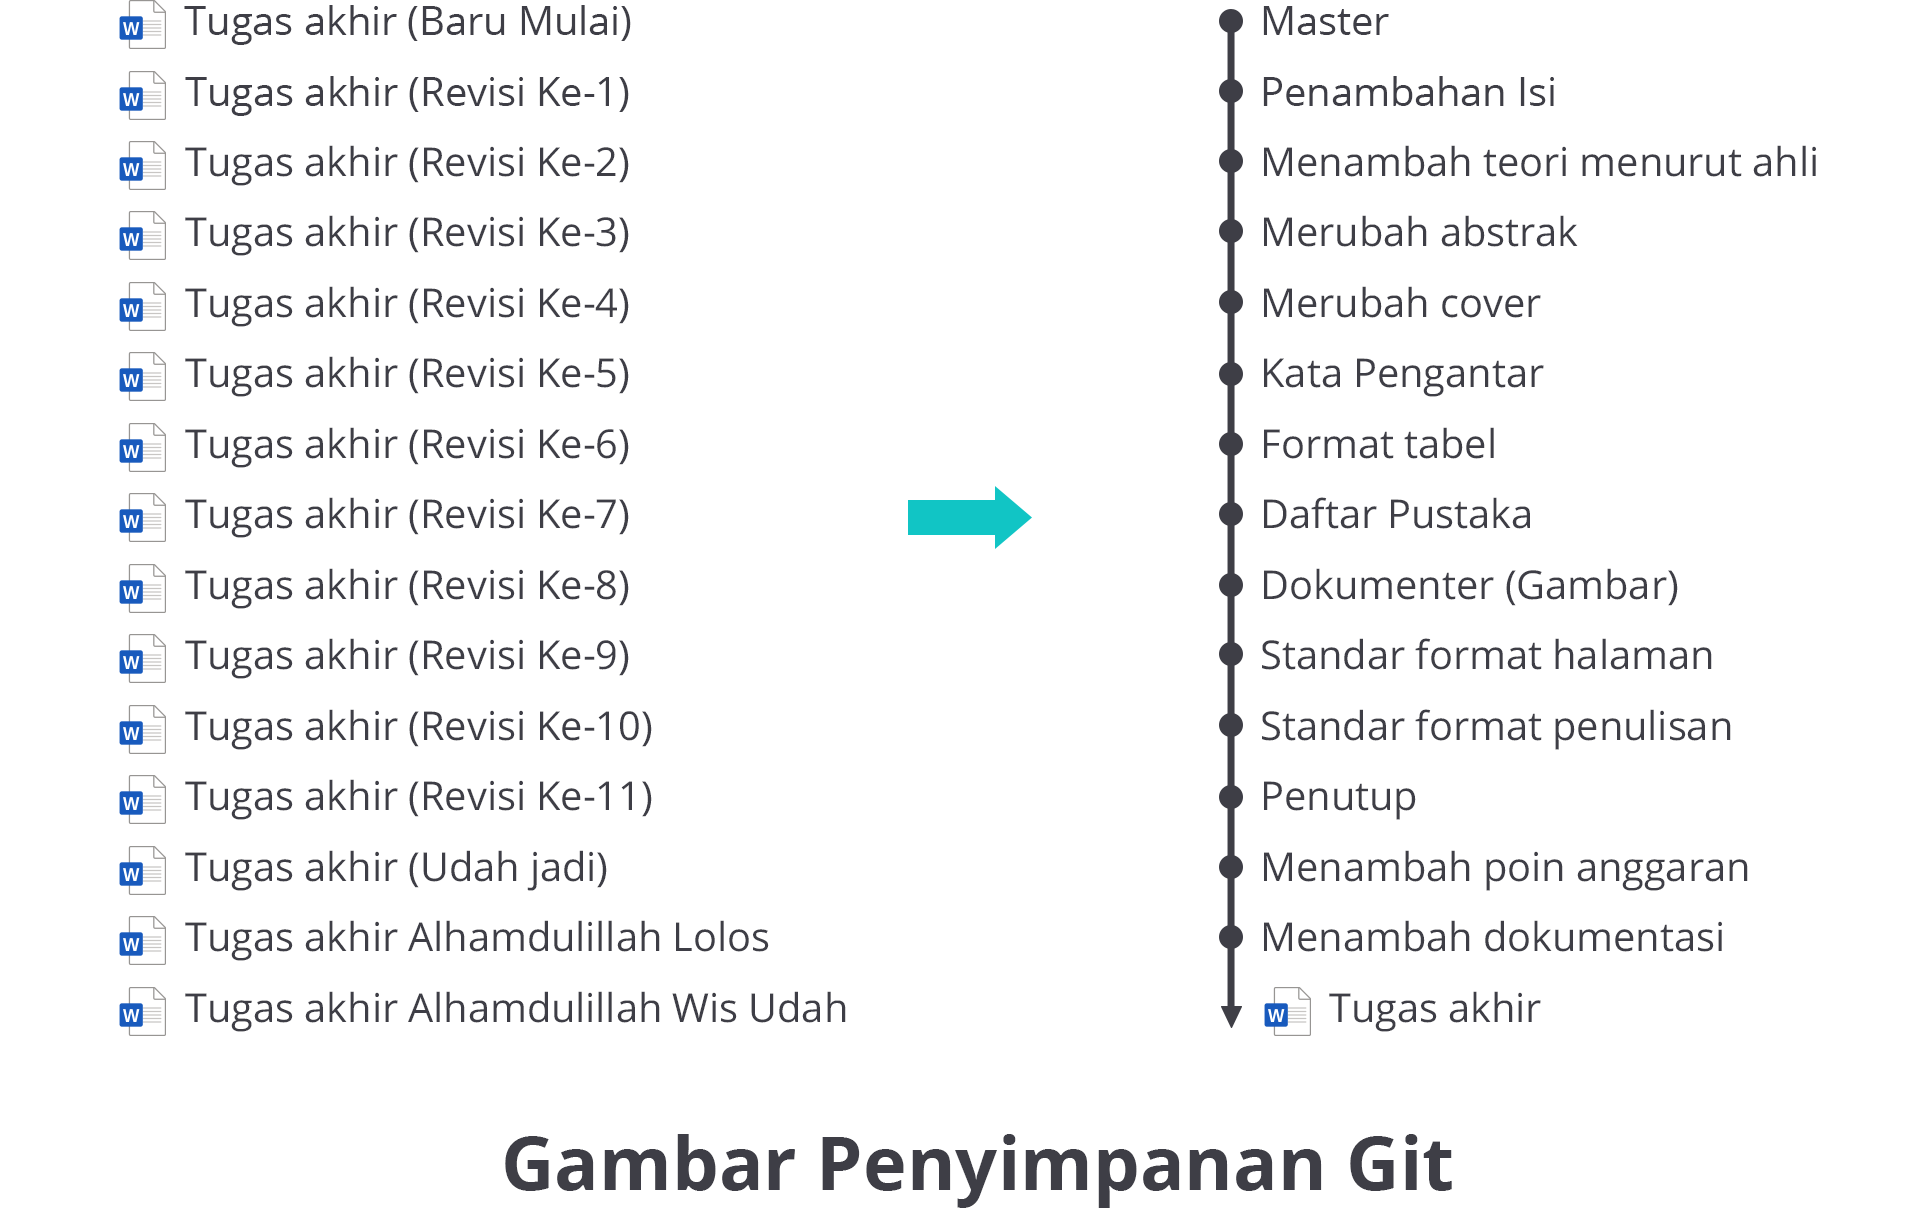 Tugas akhir (Baru Mulai)
Tugas akhir (Revisi Ke-1)
Tugas akhir (Revisi Ke-2)
Tugas akhir (Revisi Ke-3)
Tugas akhir (Revisi Ke-4)
Tugas akhir (Revisi Ke-5)
Tugas akhir (Revisi Ke-6)
Tugas akhir (Revisi Ke-7)
Tugas akhir (Revisi Ke-8)
Tugas akhir (Revisi Ke-9)
Tugas akhir (Revisi Ke-10)
Tugas akhir (Revisi Ke-11)
Tugas akhir (Udah jadi)
Tugas akhir Alhamdulillah Lolos
Tugas akhir Alhamdulillah Wis Udah
Master
Penambahan Isi
Menambah teori menurut ahli
Merubah abstrak
Merubah cover
Kata Pengantar
Format tabel
Daftar Pustaka
Dokumenter (Gambar)
Standar format halaman
Standar format penulisan
Penutup
Menambah poin anggaran
Menambah dokumentasi
Tugas akhir
Gambar Penyimpanan Git